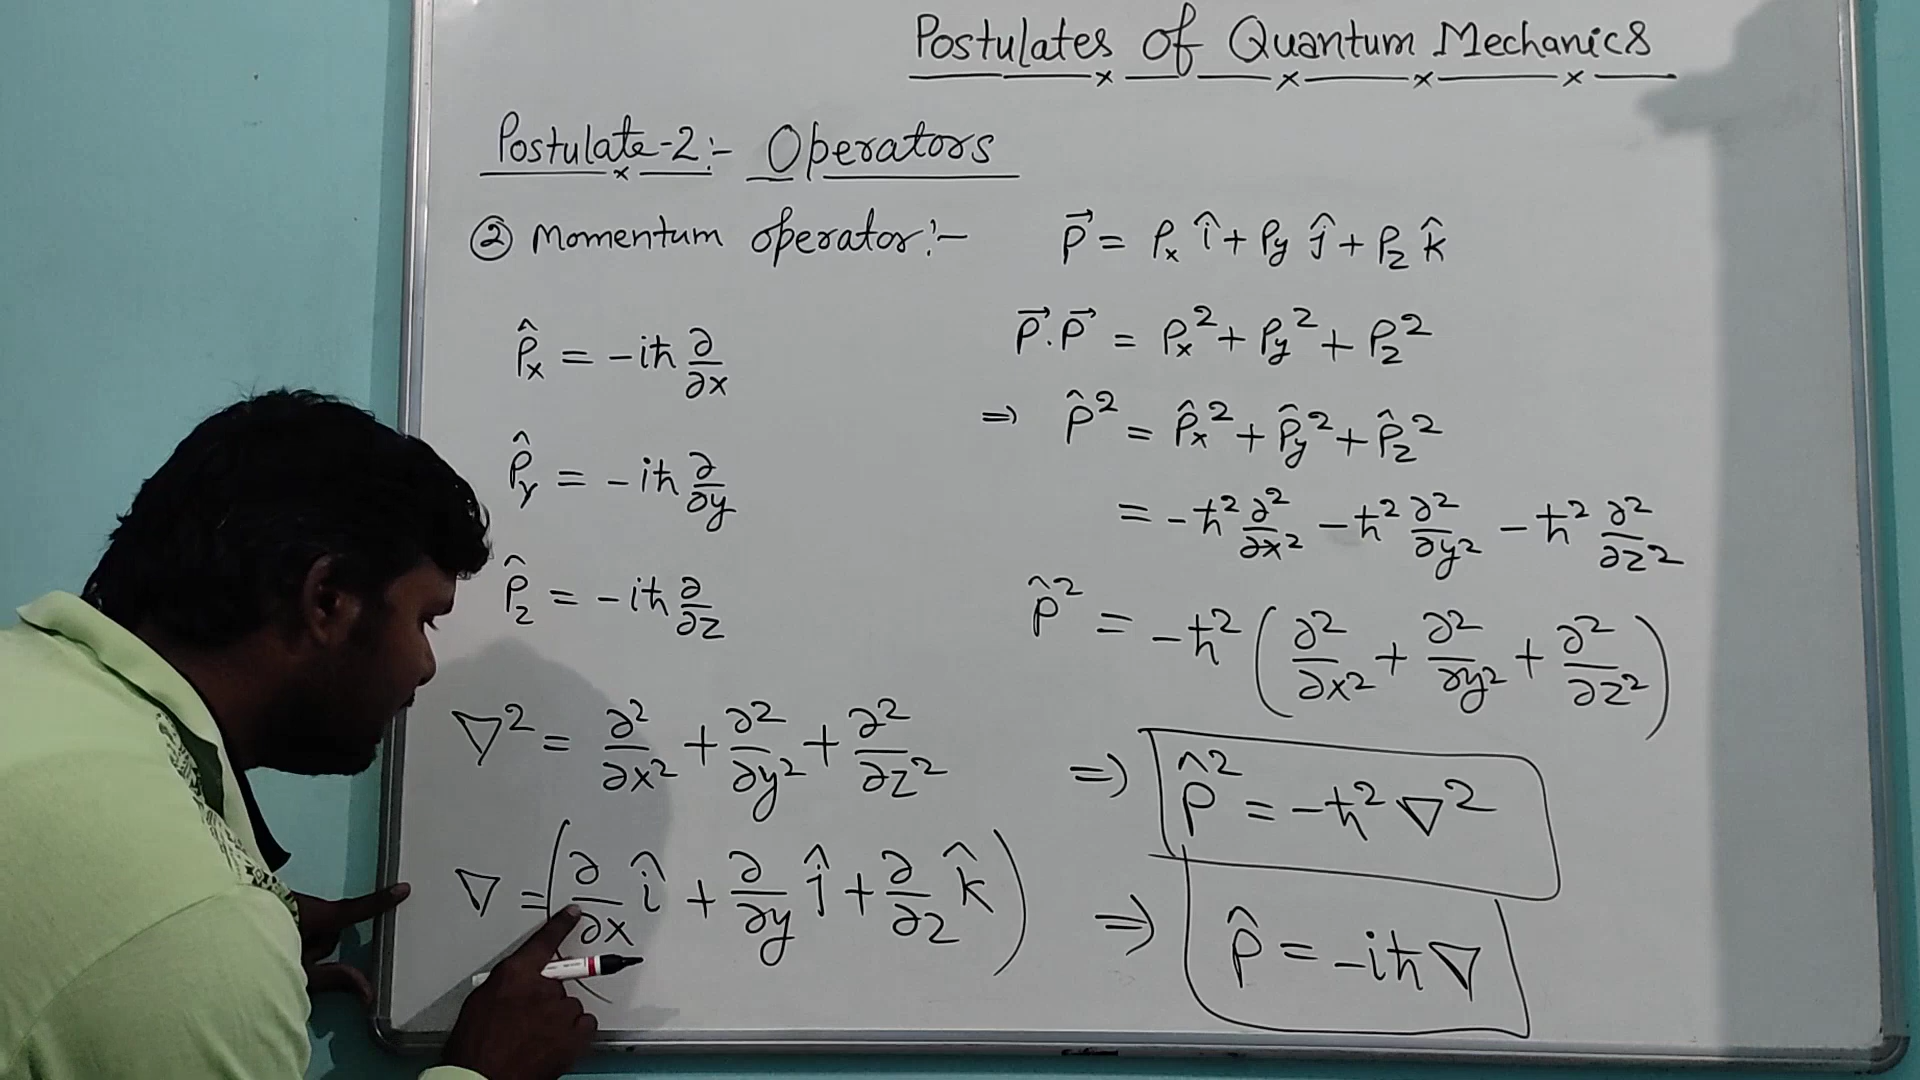 Postulates of Quantum Mechanics
Postulate-2:- Operators
② Momentum operator:-
P̂x = -iħ ∂/∂x
P̂y = -iħ ∂/∂y
P̂z = -iħ ∂/∂z
∇² = ∂²/∂x² + ∂²/∂y² + ∂²/∂z²
∇ = (∂/∂x î + ∂/∂y ĵ + ∂/∂z k̂)
P⃗ = Px î + Py ĵ + Pz k̂
P⃗.P⃗ = Px² + Py² + Pz²
⇒ P̂² = P̂x² + P̂y² + P̂z²
= -ħ² ∂²/∂x² - ħ² ∂²/∂y² - ħ² ∂²/∂z²
P̂² = -ħ² (∂²/∂x² + ∂²/∂y² + ∂²/∂z²)
⇒ P̂² = -ħ² ∇²
⇒ P̂ = -iħ∇